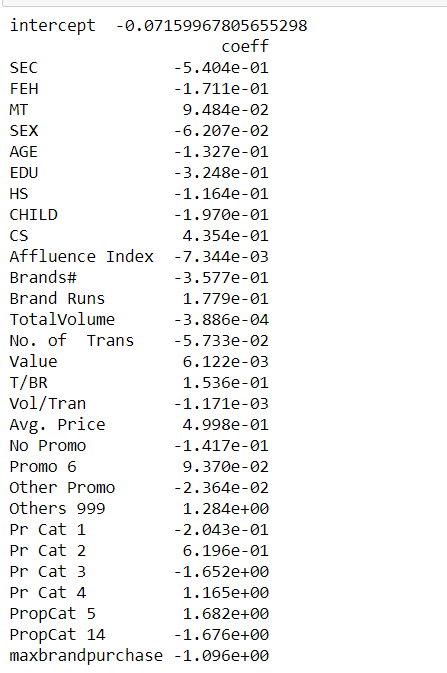 intercept  -0.07159967805655298
                    coeff
SEC             -5.404e-01
FEH             -1.711e-01
MT               9.484e-02
SEX             -6.207e-02
AGE             -1.327e-01
EDU             -3.248e-01
HS              -1.164e-01
CHILD           -1.970e-01
CS               4.354e-01
Affluence Index -7.344e-03
Brands#         -3.577e-01
Brand Runs       1.779e-01
TotalVolume     -3.886e-04
No. of  Trans   -5.733e-02
Value            6.122e-03
T/BR             1.536e-01
Vol/Tran        -1.171e-03
Avg. Price       4.998e-01
No Promo        -1.417e-01
Promo 6          9.370e-02
Other Promo     -2.364e-02
Others 999       1.284e+00
Pr Cat 1        -2.043e-01
Pr Cat 2         6.196e-01
Pr Cat 3        -1.652e+00
Pr Cat 4         1.165e+00
PropCat 5        1.682e+00
PropCat 14      -1.676e+00
maxbrandpurchase -1.096e+00